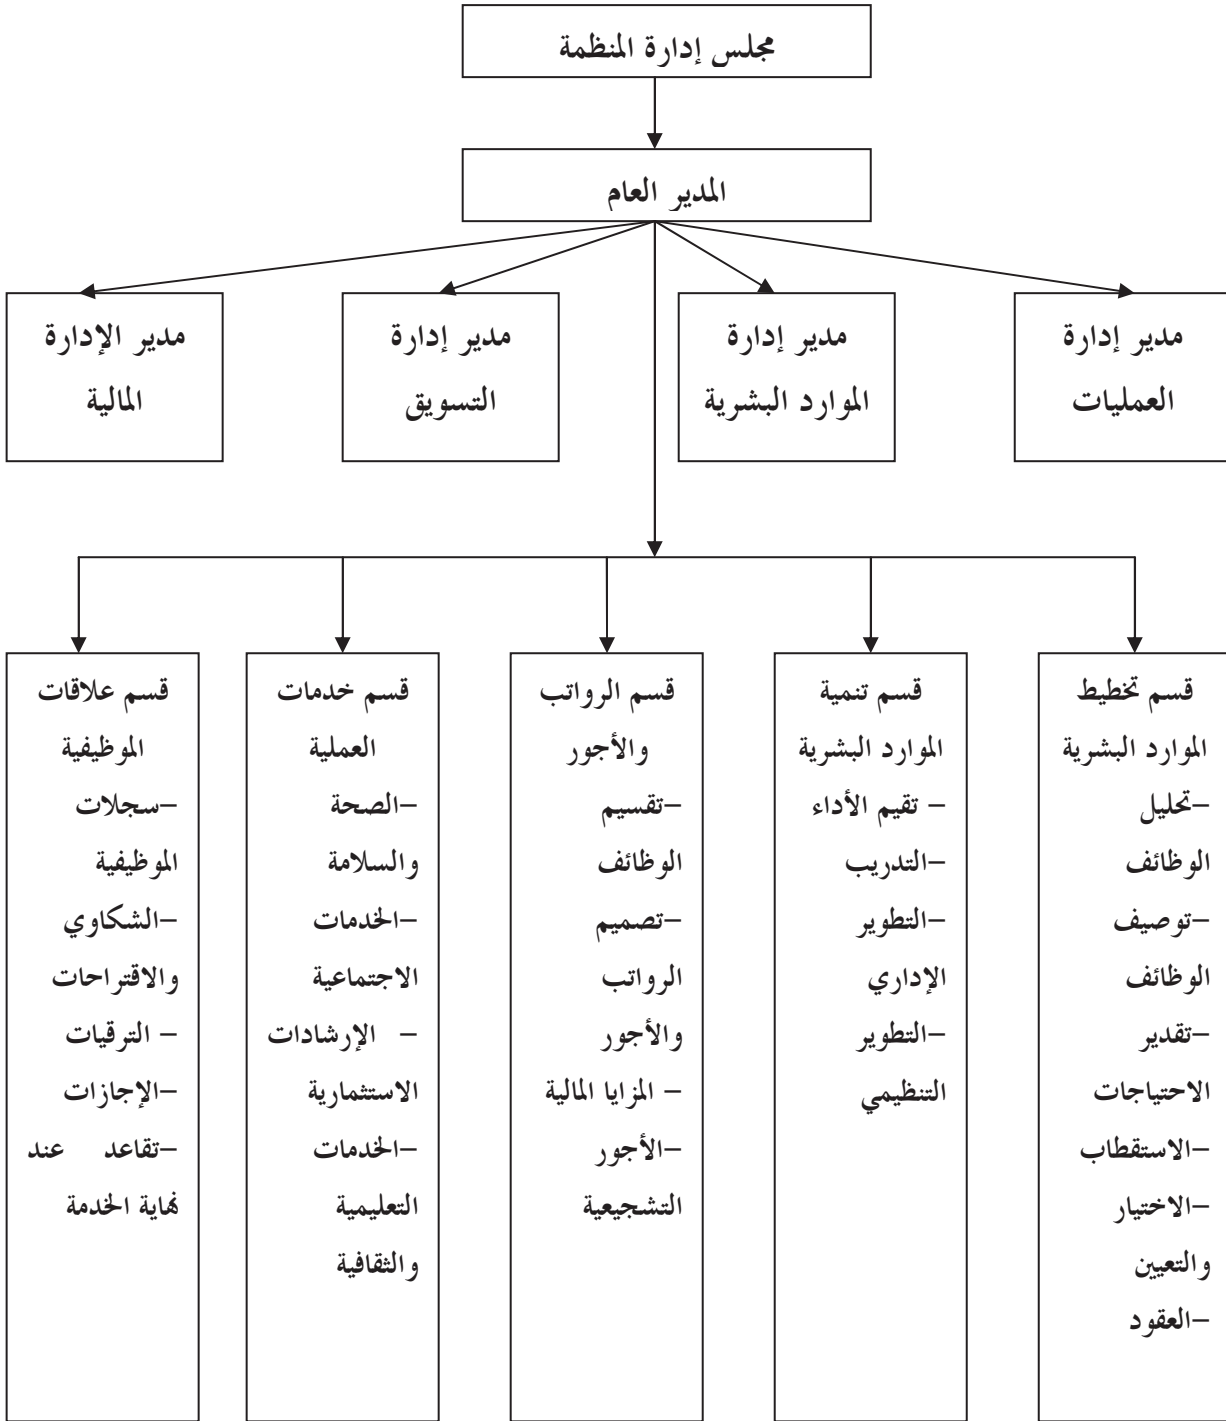 مجلس إدارة المنظمة
المدير العام
مدير إدارة
العمليات
مدير إدارة
الموارد البشرية
مدير إدارة
التسويق
مدير الإدارة
المالية
قسم تخطيط
الموارد البشرية
–تحليل
الوظائف
–توصيف
الوظائف
–تقدير
الاحتياجات
–الاستقطاب
–الاختيار
والتعيين
–العقود
قسم تنمية
الموارد البشرية
– تقيم الأداء
–التدريب
–التطوير
الإداري
–التطوير
التنظيمي
قسم الرواتب
والأجور
–تقسيم
الوظائف
–تصميم
الرواتب
والأجور
– المزايا المالية
–الأجور
التشجيعية
قسم خدمات
العملية
–الصحة
والسلامة
–الخدمات
الاجتماعية
– الإرشادات
الاستثمارية
–الخدمات
التعليمية
والثقافية
قسم علاقات
الموظيفية
–سجلات
الموظيفية
–الشكاوي
والاقتراحات
– الترقيات
–الإجازات
–تقاعد عند
نهاية الخدمة